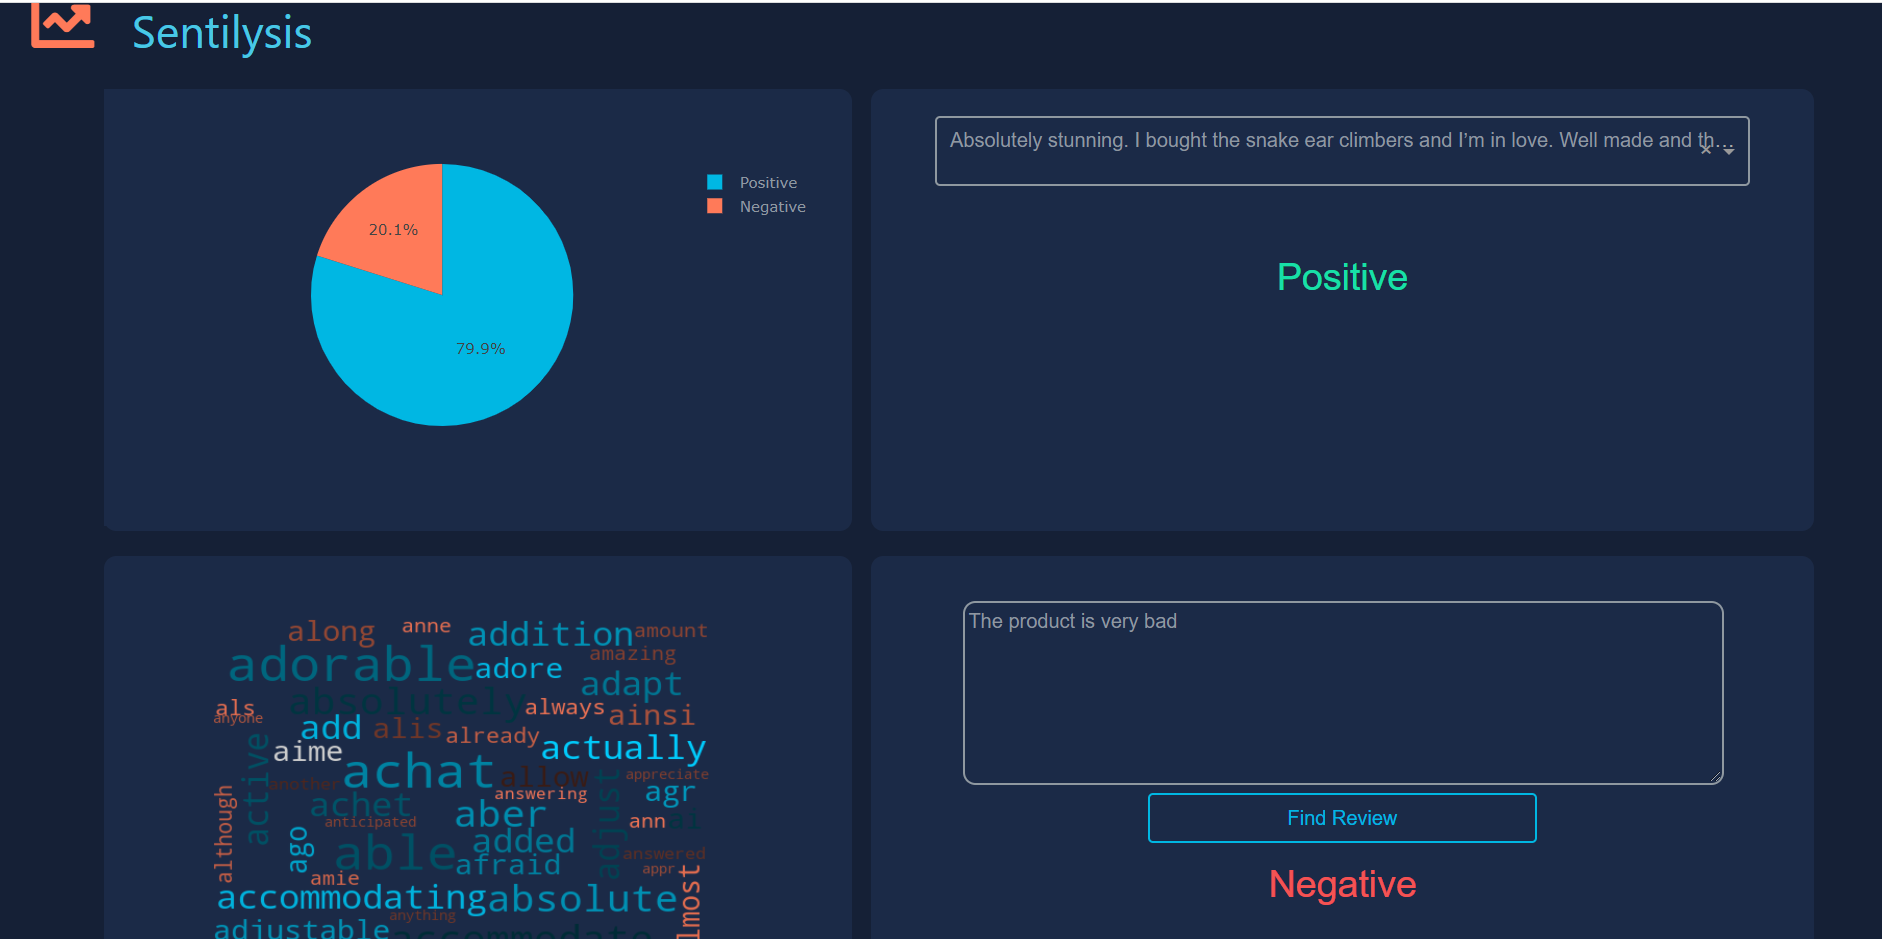 Sentilysis
Positive
Negative
20.1%
79.9%
Absolutely stunning. I bought the snake ear climbers and I’m in love. Well made and th...
Positive
along
anne
addition
amount
adorable
adore
amazing
adapt
absolutely
als
anyone
always
ainsi
add
alis
already
aime
actually
active
achat
allow
appreciate
another
answering
agr
achet
adjust
although
aber
ann
ai
anticipated
ago
added
able
afraid
answered
appr
amie
accommodating
absolute
lmost
anything
adjustable
accommodate
The product is very bad
Find Review
Negative